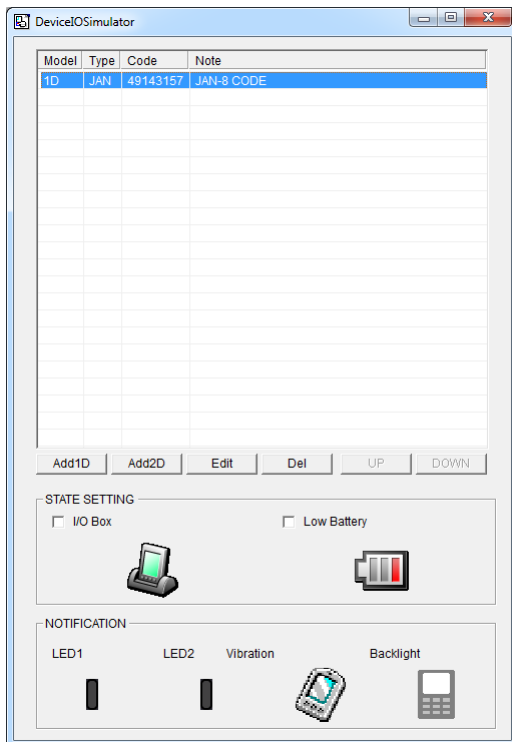 DeviceIOSimulator
Model Type Code Note
1D JAN 49143157 JAN-8 CODE
Add1D Add2D Edit Del UP DOWN
STATE SETTING
I/O Box Low Battery
NOTIFICATION
LED1 LED2 Vibration Backlight